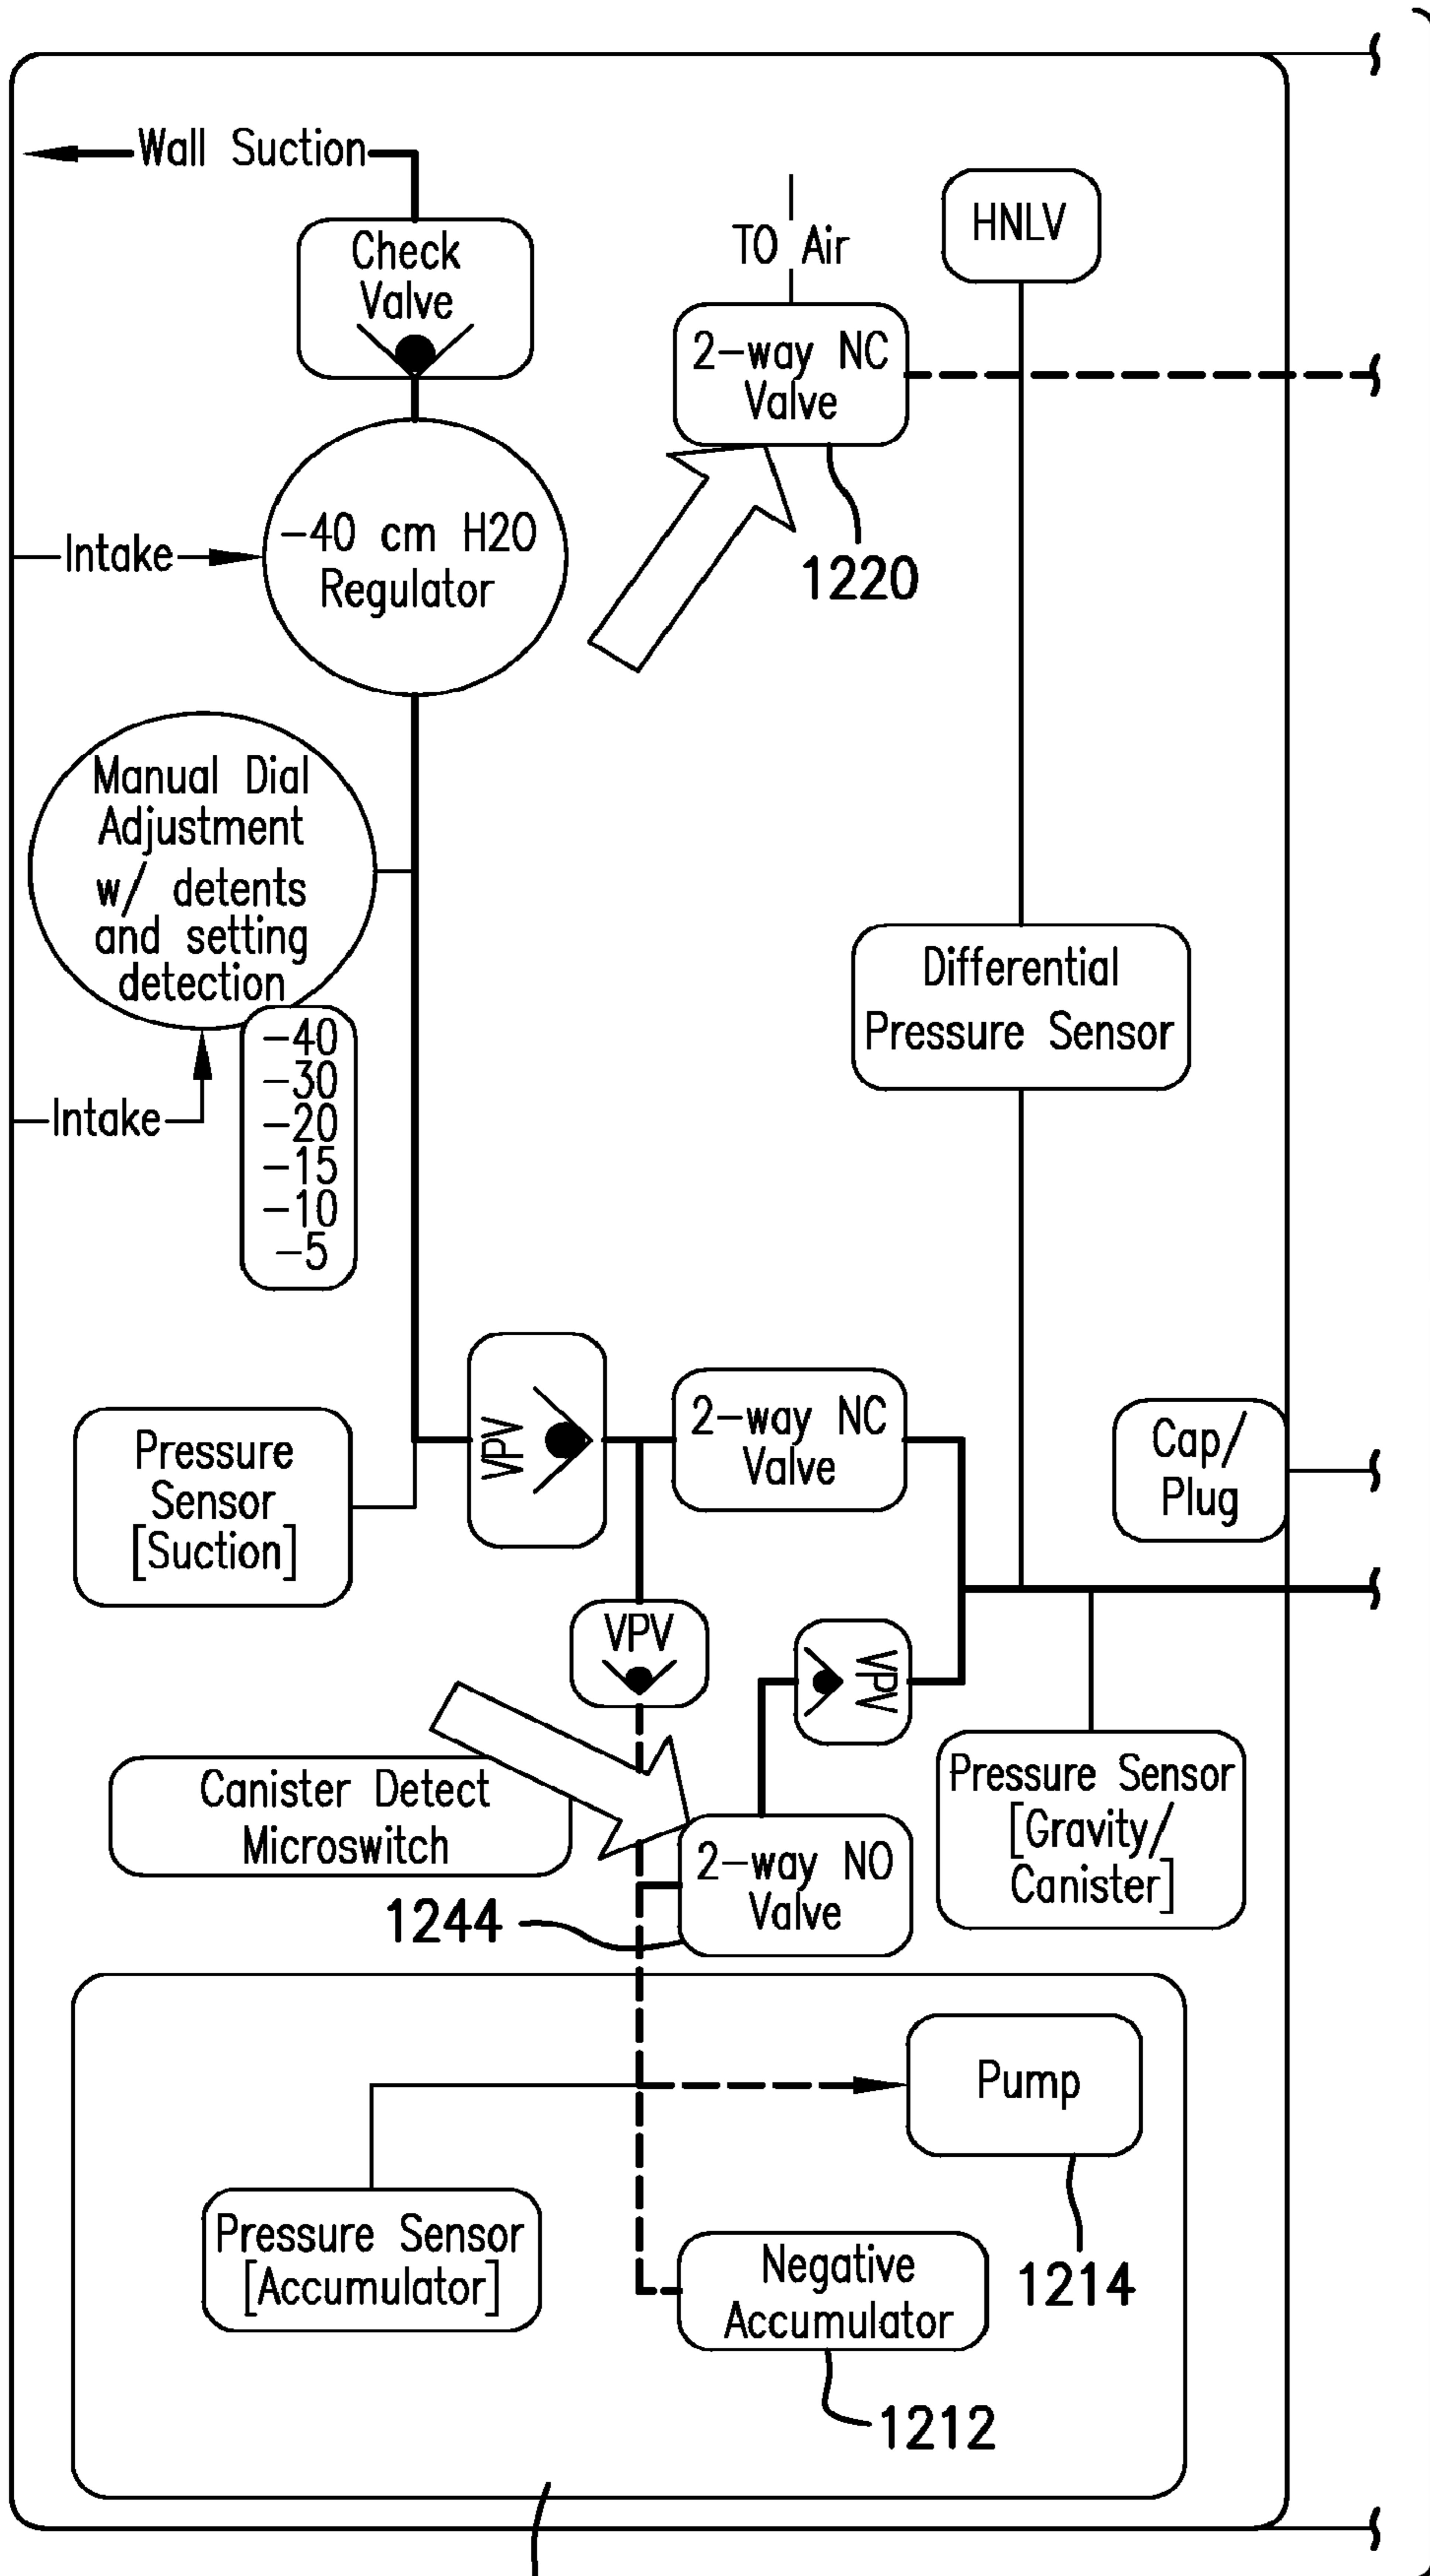 Wall Suction
Check
Valve
TO Air
HNLV
2-way NC
Valve
1220
Intake
-40 cm H2O
Regulator
Manual Dial
Adjustment
w/ detents
and setting
detection
-40
-30
-20
-15
-10
-5
Intake
Differential
Pressure Sensor
Pressure
Sensor
[Suction]
VPV
2-way NC
Valve
Cap/
Plug
VPV
VPV
Pressure Sensor
[Gravity/
Canister]
Canister Detect
Microswitch
2-way NO
Valve
1244
Pump
1214
Pressure Sensor
[Accumulator]
Negative
Accumulator
1212